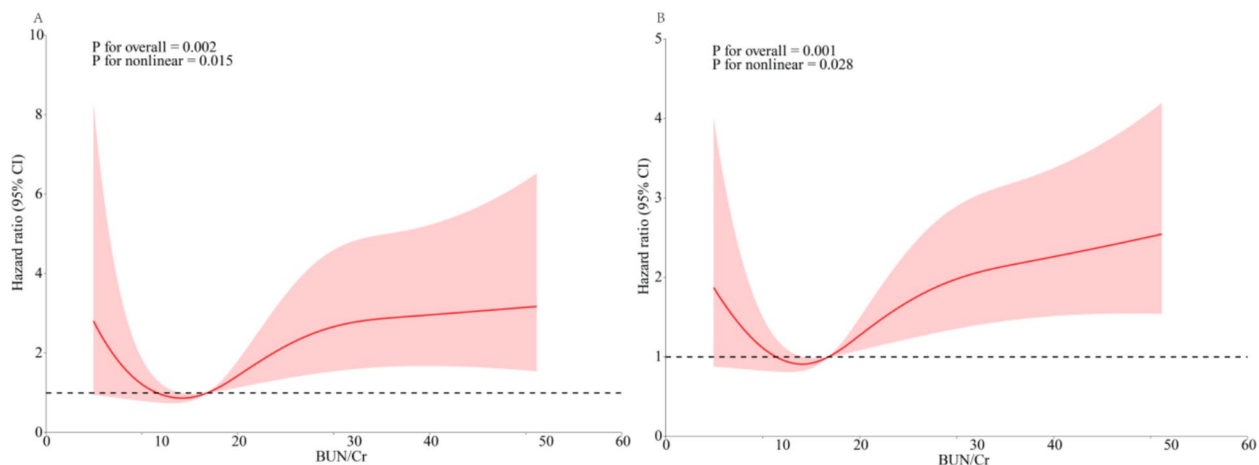 A
P for overall = 0.002
P for nonlinear = 0.015
Hazard ratio (95% CI)
10
8
6
4
2
0
0 10 20 30 40 50 60
BUN/Cr
B
P for overall = 0.001
P for nonlinear = 0.028
Hazard ratio (95% CI)
5
4
3
2
1
0
0 10 20 30 40 50 60
BUN/Cr